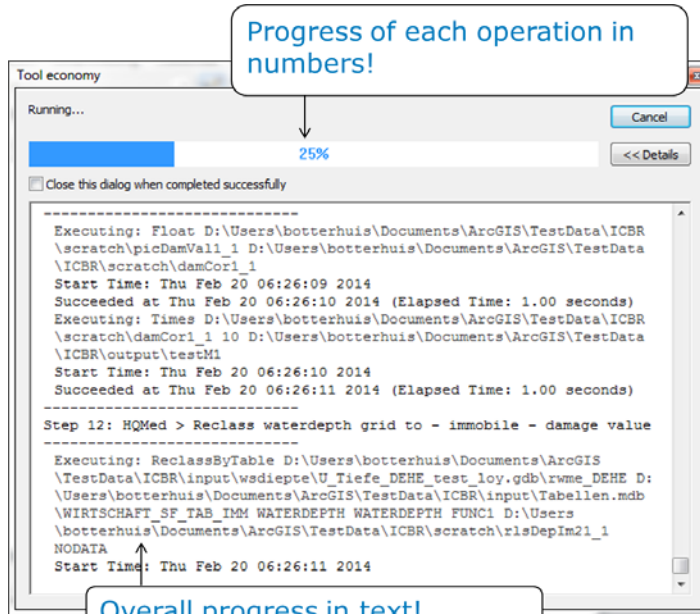 Progress of each operation in
numbers!
Tool economy
Running...
Cancel
25%
<< Details
Close this dialog when completed successfully
-----------------------------
Executing: Float D:\Users\botterhuis\Documents\ArcGIS\TestData\ICBR
\scratch\picDamVal1_1 D:\Users\botterhuis\Documents\ArcGIS\TestData
\ICBR\scratch\damCor1_1
Start Time: Thu Feb 20 06:26:09 2014
Succeeded at Thu Feb 20 06:26:10 2014 (Elapsed Time: 1.00 seconds)
Executing: Times D:\Users\botterhuis\Documents\ArcGIS\TestData\ICBR
\scratch\damCor1_1 10 D:\Users\botterhuis\Documents\ArcGIS\TestData
\ICBR\output\testM1
Start Time: Thu Feb 20 06:26:10 2014
Succeeded at Thu Feb 20 06:26:11 2014 (Elapsed Time: 1.00 seconds)
-----------------------------
Step 12: HQMed > Reclass waterdepth grid to - immobile - damage value
-----------------------------
Executing: ReclassByTable D:\Users\botterhuis\Documents\ArcGIS
\TestData\ICBR\input\wsdiepte\U_Tiefe_DEHE_test_loy.gdb\rwme_DEHE D:
\Users\botterhuis\Documents\ArcGIS\TestData\ICBR\input\Tabellen.mdb
\WIRTSCHAFT_SF_TAB_IMM WATERDEPTH WATERDEPTH FUNC1 D:\Users
\botterhuis\Documents\ArcGIS\TestData\ICBR\scratch\rlsDepIm21_1
NODATA
Start Time: Thu Feb 20 06:26:11 2014
Overall progress in text!